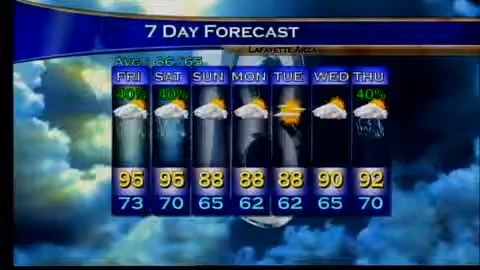 7 DAY FORECAST
LAFAYETTE AREA
AVG. 86/65
FRI SAT SUN MON TUE WED THU
40% 40% 40%
95 95 88 88 88 90 92
73 70 65 62 62 65 70